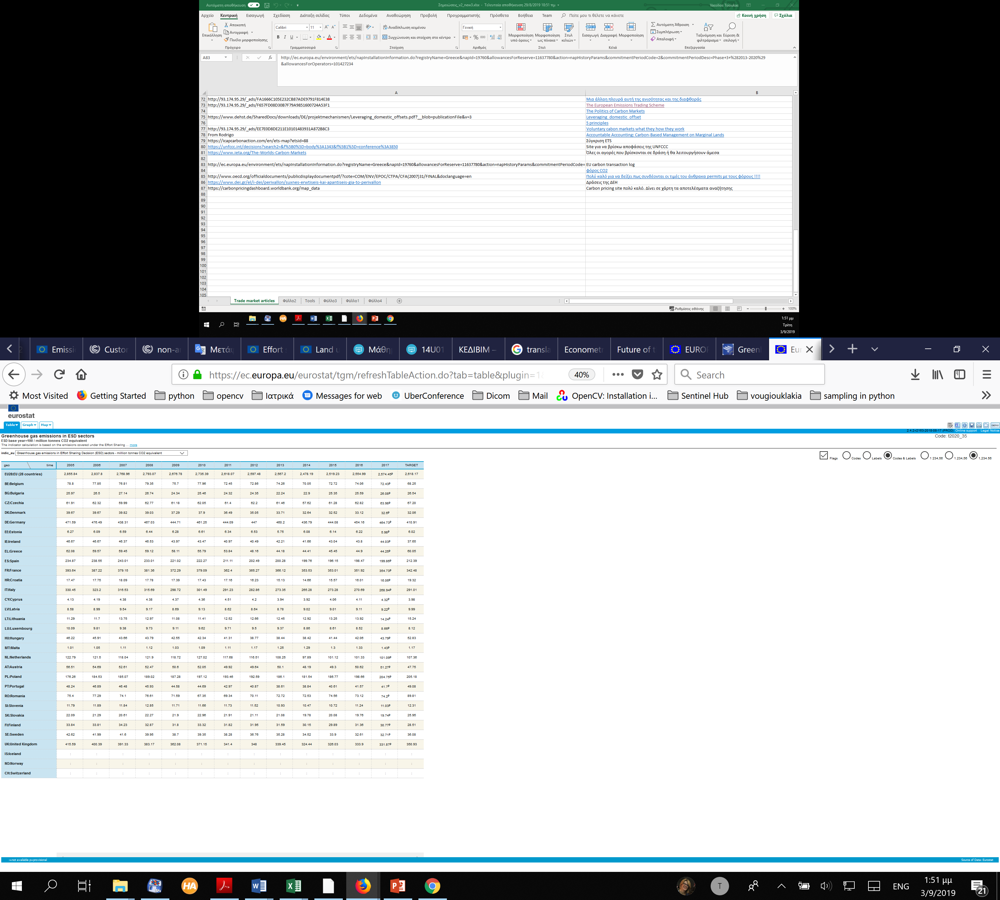 Αυτόματη αποθήκευση
Σημειώσεις_v2_new3.xlsx - Τελευταία αποθήκευση 29/8/2019 10:51 πμ
Vassilios Tsioukas
Αρχείο Κεντρική Εισαγωγή Σχεδίαση Διάταξη σελίδας Τύποι Δεδομένα Αναθεώρηση Προβολή Προγραμματιστής Πρόσθετα Βοήθεια Team Πείτε μου τι θέλετε να κάνετε Κοινή χρήση Σχόλια
Επικόλληση Αποκοπή Αντιγραφή Πινέλο μορφοποίησης
Calibri 11
Αναδίπλωση κειμένου
Συγχώνευση και στοίχιση στο κέντρο
Γενική
Μορφοποίηση υπό όρους Μορφοποίηση ως πίνακα Στυλ κελιών Εισαγωγή Διαγραφή Μορφοποίηση
Αυτόματη Άθροιση Συμπλήρωση Απαλοιφή Ταξινόμηση και φιλτράρισμα Εύρεση & επιλογή
Πρόχειρο Γραμματοσειρά Στοίχιση Αριθμός Στυλ Κελιά Επεξεργασία
A83
http://ec.europa.eu/environment/ets/napInstallationInformation.do?registryName=Greece&napId=19760&allowancesForReserve=11637780&action=napHistoryParams&commitmentPeriodCode=2&commitmentPeriodDesc=Phase+3+%282013-2020%29
&allowancesForOperators=101427234
A B
72 http://93.174.95.29/_ads/FA1666C105E232CB87ADE9791F814E38 Μια άλλαη πλευρά αυτή της ανισότητας και της διαφθοράς
73 http://93.174.95.29/_ads/F657FD08D30B7F79A9851600724A53F1 The European Emissions Trading Scheme
74 The Politics of Carbon Markets
75 https://www.dehst.de/SharedDocs/downloads/DE/projektmechanismen/Leveraging_domestic_offsets.pdf?__blob=publicationFile&v=3 Leveraging_domestic_offset
76 5 principles
77 http://93.174.95.29/_ads/EE7E0D8DE211E10101483931A872B8C3 Voluntary cabon markets what they how they work
78 From Rodrigo Accountable Accounting: Carbon-Based Management on Marginal Lands
79 https://icapcarbonaction.com/en/ets-map?etsid=88 Σύγκριση ETS
80 https://unfccc.int/decisions?search2=&f%5B0%5D=body%3A1343&f%5B1%5D=conference%3A3850 Site για να βρίσκω αποφάσεις της UNFCCC
81 https://www.ieta.org/The-Worlds-Carbon-Markets Όλες οι αγορές που βρίσκονται σε δράση ή θα λειτουργήσουν άμεσα
82
83 http://ec.europa.eu/environment/ets/napInstallationInformation.do?registryName=Greece&napId=19760&allowancesForReserve=11637780&action=napHistoryParams&commitmentPeriodCode= EU carbon transaction log
84 φόρος CO2
85 http://www.oecd.org/officialdocuments/publicdisplaydocumentpdf/?cote=COM/ENV/EPOC/CTPA/CFA(2007)31/FINAL&doclanguage=en Πολύ καλό για να δείξει πως συνδέονται οι τιμές του άνθρακα permits με τους φόρους !!!!
86 https://www.dei.gr/el/i-dei/perivallon/suxnes-erwtiseis-kai-apantiseis-gia-to-perivallon Δράσεις της ΔΕΗ
87 https://carbonpricingdashboard.worldbank.org/map_data Carbon pricing site πολύ καλό. Δίνει σε χάρτη τα αποτελέσματα αναζήτησης
88
89
90
91
92
93
94
95
96
97
98
99
100
101
102
103
104
105
Trade market articles Φύλλο2 Tools Φύλλο3 Φύλλο1 Φύλλο4
Ρυθμίσεις οθόνης 100%
1:51 μμ
Τρίτη
3/9/2019
Emissi Custor non-a Μετάφ Effort Land u Μάθη 14U01 ΚΕΔΙΒΙΜ – transla Economet Future of t EUROP Green Eur
https://ec.europa.eu/eurostat/tgm/refreshTableAction.do?tab=table&plugin=1 40% Search
Most Visited Getting Started python opencv Ιατρικά Messages for web UberConference Dicom Mail OpenCV: Installation i... Sentinel Hub vougiouklakia sampling in python
eurostat
Table Graph Map
2.4.2-r2163-2018-08-17 (PROD) Online support Legal Notice
Greenhouse gas emissions in ESD sectors
Code: t2020_35
ESD base year=100 / million tonnes CO2 equivalent
The indicator calculation is based on the emissions covered under the Effort Sharing ... more
indic_eu Greenhouse gas emissions in Effort Sharing Decision (ESD) sectors - million tonnes CO2 equivalent
Flags Codes Labels Codes & Labels 1 234,56 1.234,56 1,234.56
geo time 2005 2006 2007 2008 2009 2010 2011 2012 2013 2014 2015 2016 2017 TARGET
EU28:EU (28 countries) 2,855.84 2,837.8 2,768.96 2,793.07 2,676.78 2,735.39 2,618.07 2,597.48 2,567.2 2,478.19 2,519.23 2,554.99 2,574.45p 2,618.17
BE:Belgium 78.8 77.85 76.81 79.35 75.7 77.96 72.45 72.86 74.26 70.05 72.72 74.06 72.43p 68.25
BG:Bulgaria 25.97 26.5 27.14 26.74 24.34 25.46 24.32 24.35 22.24 22.9 25.35 25.59 26.08p 26.54
CZ:Czechia 61.91 62.32 59.99 62.77 61.18 62.05 61.4 62.2 61.46 57.62 61.28 62.82 63.98p 67.20
DK:Denmark 39.67 39.67 39.82 39.03 37.29 37.9 36.49 35.05 33.71 32.64 32.52 33.12 32.6p 32.06
DE:Germany 471.59 476.49 438.31 467.03 444.71 461.25 444.09 447 460.2 436.79 444.08 454.16 464.73p 410.91
EE:Estonia 6.27 6.09 6.59 6.44 6.28 6.61 6.34 6.53 5.75 6.08 6.14 6.22 5.98p 6.02
IE:Ireland 46.67 46.67 46.37 46.53 43.97 43.47 40.97 40.49 42.21 41.66 43.04 43.8 44.03p 37.65
EL:Greece 62.08 59.57 59.45 59.12 58.11 55.79 53.84 48.16 44.18 44.41 45.45 44.9 44.25p 60.05
ES:Spain 234.87 238.55 243.01 233.01 221.02 222.27 211.11 202.49 200.28 199.76 196.15 198.47 199.86p 212.39
FR:France 393.64 387.22 379.15 381.36 372.29 379.09 362.4 365.27 366.12 353.53 353.01 351.92 354.73p 342.48
HR:Croatia 17.47 17.75 18.09 17.78 17.39 17.43 17.16 16.23 15.13 14.66 15.57 16.01 16.06p 19.32
IT:Italy 330.45 323.2 316.53 315.69 298.72 301.49 291.23 282.86 273.35 265.28 273.28 270.69 268.94p 291.01
CY:Cyprus 4.13 4.19 4.38 4.38 4.37 4.36 4.51 4.2 3.94 3.92 4.06 4.11 4.32p 3.98
LV:Latvia 8.58 8.99 9.54 9.17 8.69 9.13 8.62 8.64 8.78 9.02 9.01 9.11 9.22p 9.99
LT:Lithuania 11.29 11.7 13.75 12.97 11.08 11.41 12.52 12.66 12.45 12.92 13.25 13.92 14.24p 15.24
LU:Luxembourg 10.09 9.81 9.38 9.73 9.11 9.62 9.71 9.5 9.37 8.86 8.61 8.52 8.66p 8.12
HU:Hungary 46.22 45.91 43.66 43.79 42.55 42.34 41.31 38.77 38.44 38.42 41.44 42.06 43.79p 52.83
MT:Malta 1.01 1.05 1.11 1.12 1.03 1.09 1.11 1.17 1.25 1.29 1.3 1.33 1.43p 1.17
NL:Netherlands 122.79 121.5 118.04 121.9 118.72 127.02 117.68 116.51 108.25 97.89 101.12 101.33 101.09p 107.36
AT:Austria 56.51 54.69 52.61 52.47 50.6 52.05 49.92 49.64 50.1 48.19 49.3 50.62 51.27p 47.75
PL:Poland 176.26 184.53 185.07 189.02 187.28 197.12 193.46 192.59 186.1 181.54 186.77 198.66 204.75p 205.18
PT:Portugal 48.24 46.89 46.48 45.93 44.58 44.69 42.97 40.87 38.61 38.84 40.61 41.57 41.7p 49.08
RO:Romania 75.4 77.29 74.1 76.61 71.59 67.35 69.34 70.11 72.72 72.53 74.56 73.12 74.2p 89.81
SI:Slovenia 11.79 11.89 11.84 12.85 11.71 11.66 11.73 11.52 10.93 10.47 10.72 11.24 11.03p 12.31
SK:Slovakia 22.09 21.29 20.61 22.27 21.9 22.96 21.91 21.11 21.08 19.78 20.08 19.76 19.74p 25.95
FI:Finland 33.84 33.81 34.23 32.87 31.8 33.32 31.82 31.95 31.59 30.15 29.89 31.36 30.77p 28.51
SE:Sweden 42.62 41.99 41.6 39.95 38.7 39.35 38.28 36.76 35.28 34.52 33.9 32.61 32.71p 36.08
UK:United Kingdom 415.59 400.39 391.33 383.17 362.08 371.15 341.4 348 339.45 324.44 326.03 333.9 331.87p 350.93
IS:Iceland : : : : : : : : : : : : : :
NO:Norway : : : : : : : : : : : : : :
CH:Switzerland : : : : : : : : : : : : : :
:=not available p=provisional Source of Data: Eurostat
ENG 1:51 μμ
3/9/2019 21